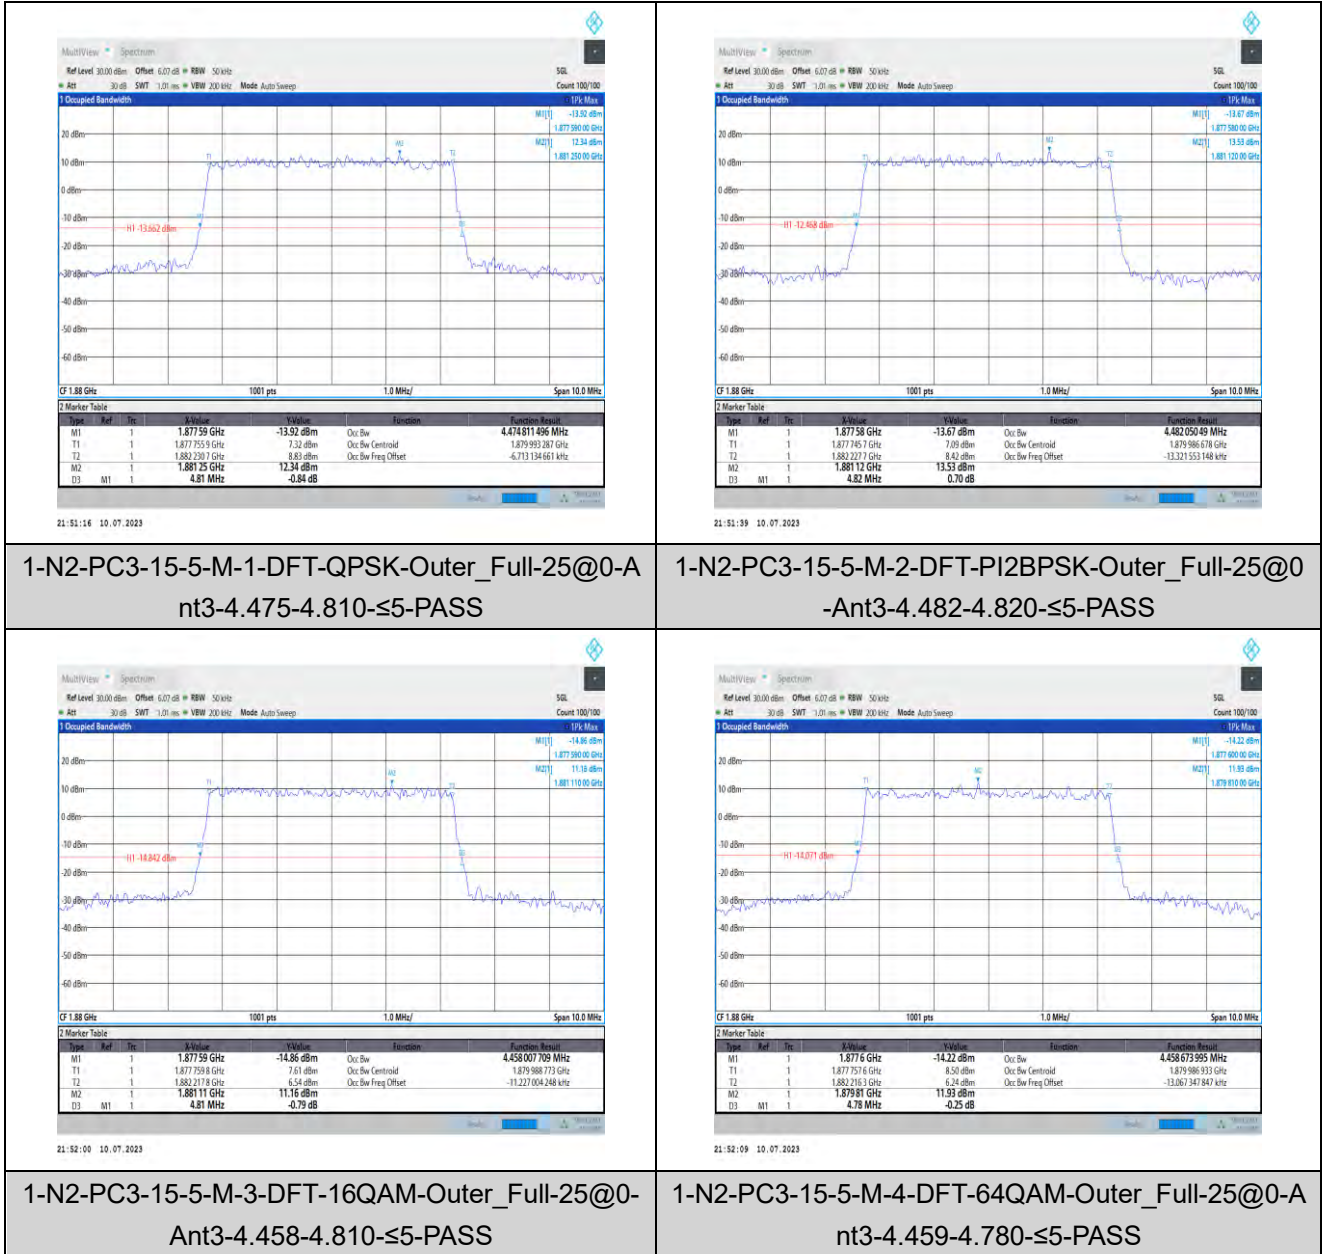 MultiView Spectrum
Ref Level 30.00 dBm Offset 6.07 dB RBW 50 kHz SGL
Att 30 dB SWT 1.01 ms VBW 200 kHz Mode Auto Sweep Count 100/100
1 Occupied Bandwidth 1Pk Max
M1[1] -13.92 dBm
1.877 590 00 GHz
M2[1] 12.34 dBm
1.881 250 00 GHz
20 dBm
10 dBm
0 dBm
-10 dBm
-20 dBm
-30 dBm
-40 dBm
-50 dBm
-60 dBm
T1
M2
T2
M1
H1 -13.662 dBm
CF 1.88 GHz 1001 pts 1.0 MHz/ Span 10.0 MHz
2 Marker Table
Type Ref Trc X-Value Y-Value Function Function Result
M1 1 1.877 59 GHz -13.92 dBm Occ Bw 4.474 811 496 MHz
T1 1 1.877 755 9 GHz 7.32 dBm Occ Bw Centroid 1.879 993 287 GHz
T2 1 1.882 230 7 GHz 8.83 dBm Occ Bw Freq Offset -6.713 134 661 kHz
M2 1 1.881 25 GHz 12.34 dBm
D3 M1 1 4.81 MHz -0.84 dB
21:51:16 10.07.2023
1-N2-PC3-15-5-M-1-DFT-QPSK-Outer_Full-25@0-A
nt3-4.475-4.810-≤5-PASS
MultiView Spectrum
Ref Level 30.00 dBm Offset 6.07 dB RBW 50 kHz SGL
Att 30 dB SWT 1.01 ms VBW 200 kHz Mode Auto Sweep Count 100/100
1 Occupied Bandwidth 1Pk Max
M1[1] -13.67 dBm
1.877 580 00 GHz
M2[1] 13.53 dBm
1.881 120 00 GHz
20 dBm
10 dBm
0 dBm
-10 dBm
-20 dBm
-30 dBm
-40 dBm
-50 dBm
-60 dBm
T1
M2
T2
H1 -12.468 dBm
CF 1.88 GHz 1001 pts 1.0 MHz/ Span 10.0 MHz
2 Marker Table
Type Ref Trc X-Value Y-Value Function Function Result
M1 1 1.877 58 GHz -13.67 dBm Occ Bw 4.482 050 49 MHz
T1 1 1.877 745 7 GHz 7.09 dBm Occ Bw Centroid 1.879 986 678 GHz
T2 1 1.882 227 7 GHz 8.42 dBm Occ Bw Freq Offset -13.321 553 148 kHz
M2 1 1.881 12 GHz 13.53 dBm
D3 M1 1 4.82 MHz 0.70 dB
21:51:39 10.07.2023
1-N2-PC3-15-5-M-2-DFT-PI2BPSK-Outer_Full-25@0
-Ant3-4.482-4.820-≤5-PASS
MultiView Spectrum
Ref Level 30.00 dBm Offset 6.07 dB RBW 50 kHz SGL
Att 30 dB SWT 1.01 ms VBW 200 kHz Mode Auto Sweep Count 100/100
1 Occupied Bandwidth 1Pk Max
M1[1] -14.86 dBm
1.877 590 00 GHz
M2[1] 11.16 dBm
1.881 110 00 GHz
20 dBm
10 dBm
0 dBm
-10 dBm
-20 dBm
-30 dBm
-40 dBm
-50 dBm
-60 dBm
T1
M2
H1 -14.842 dBm
CF 1.88 GHz 1001 pts 1.0 MHz/ Span 10.0 MHz
2 Marker Table
Type Ref Trc X-Value Y-Value Function Function Result
M1 1 1.877 59 GHz -14.86 dBm Occ Bw 4.458 007 709 MHz
T1 1 1.877 759 8 GHz 7.61 dBm Occ Bw Centroid 1.879 988 773 GHz
T2 1 1.882 217 8 GHz 6.54 dBm Occ Bw Freq Offset -11.227 004 248 kHz
M2 1 1.881 11 GHz 11.16 dBm
D3 M1 1 4.81 MHz -0.79 dB
21:52:00 10.07.2023
1-N2-PC3-15-5-M-3-DFT-16QAM-Outer_Full-25@0-
Ant3-4.458-4.810-≤5-PASS
MultiView Spectrum
Ref Level 30.00 dBm Offset 6.07 dB RBW 50 kHz SGL
Att 30 dB SWT 1.01 ms VBW 200 kHz Mode Auto Sweep Count 100/100
1 Occupied Bandwidth 1Pk Max
M1[1] -14.22 dBm
1.877 600 00 GHz
M2[1] 11.93 dBm
1.879 810 00 GHz
20 dBm
10 dBm
0 dBm
-10 dBm
-20 dBm
-30 dBm
-40 dBm
-50 dBm
-60 dBm
M2
H1 -14.071 dBm
CF 1.88 GHz 1001 pts 1.0 MHz/ Span 10.0 MHz
2 Marker Table
Type Ref Trc X-Value Y-Value Function Function Result
M1 1 1.877 6 GHz -14.22 dBm Occ Bw 4.458 673 995 MHz
T1 1 1.877 757 6 GHz 8.50 dBm Occ Bw Centroid 1.879 986 933 GHz
T2 1 1.882 216 3 GHz 6.24 dBm Occ Bw Freq Offset -13.067 347 847 kHz
M2 1 1.879 81 GHz 11.93 dBm
D3 M1 1 4.78 MHz -0.25 dB
21:52:09 10.07.2023
1-N2-PC3-15-5-M-4-DFT-64QAM-Outer_Full-25@0-A
nt3-4.459-4.780-≤5-PASS